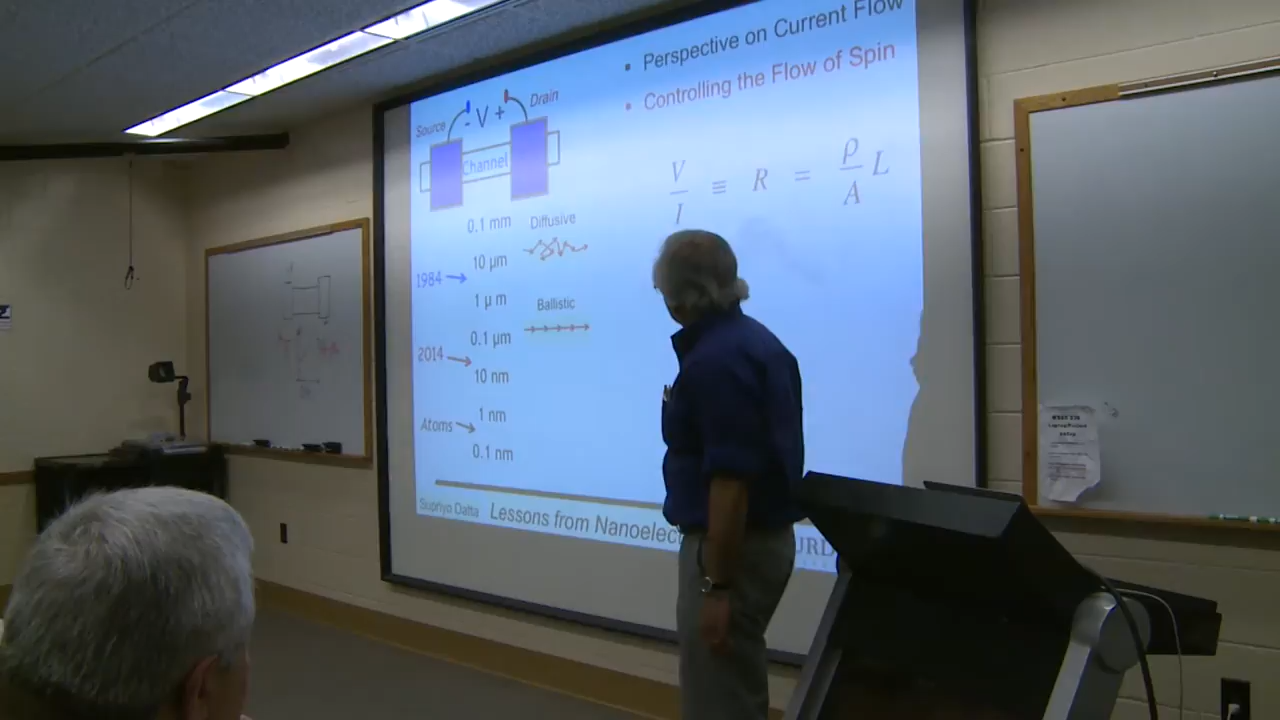 Perspective on Current Flow
Controlling the Flow of Spin
Source
- V +
Drain
Channel
V
I
≡ R =
ρ
A
L
0.1 mm
Diffusive
10 µm
1984 →
1 µ m
Ballistic
0.1 µm
2014 →
10 nm
1 nm
Atoms →
0.1 nm
Supriyo Datta
Lessons from Nanoelec
URD